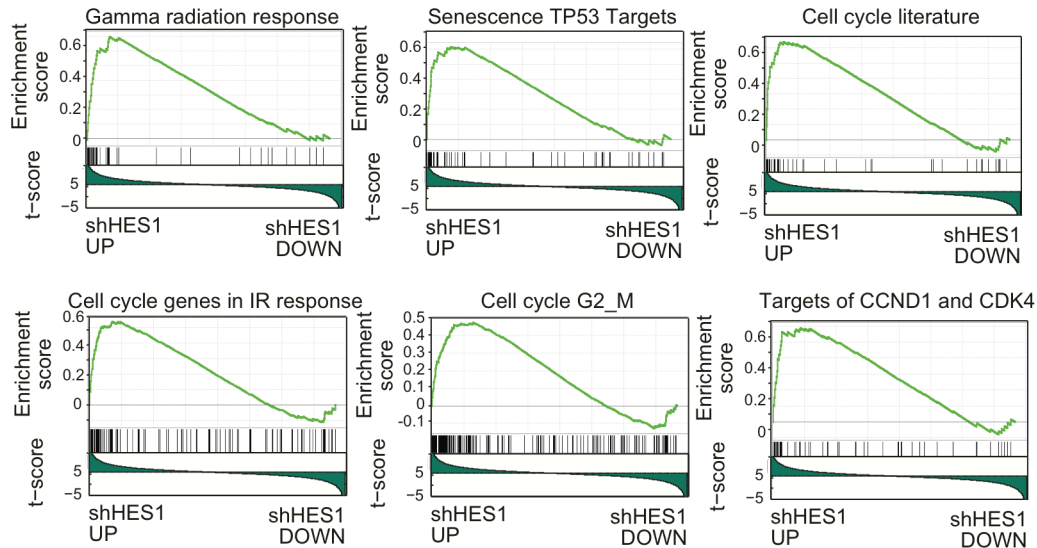 Gamma radiation response
Enrichment
score
0.6
0.4
0.2
0
t-score
5
−5
shHES1
UP
shHES1
DOWN
Senescence TP53 Targets
Enrichment
score
0.6
0.4
0.2
0
t-score
5
−5
shHES1
UP
shHES1
DOWN
Cell cycle literature
Enrichment
score
0.6
0.4
0.2
0
t-score
5
−5
shHES1
UP
shHES1
DOWN
Cell cycle genes in IR response
Enrichment
score
0.6
0.4
0.2
0
t-score
5
−5
shHES1
UP
shHES1
DOWN
Cell cycle G2_M
Enrichment
score
0.5
0.4
0.3
0.2
0.1
0
-0.1
t-score
5
−5
shHES1
UP
shHES1
DOWN
Targets of CCND1 and CDK4
Enrichment
score
0.6
0.4
0.2
0
t-score
5
−5
shHES1
UP
shHES1
DOWN